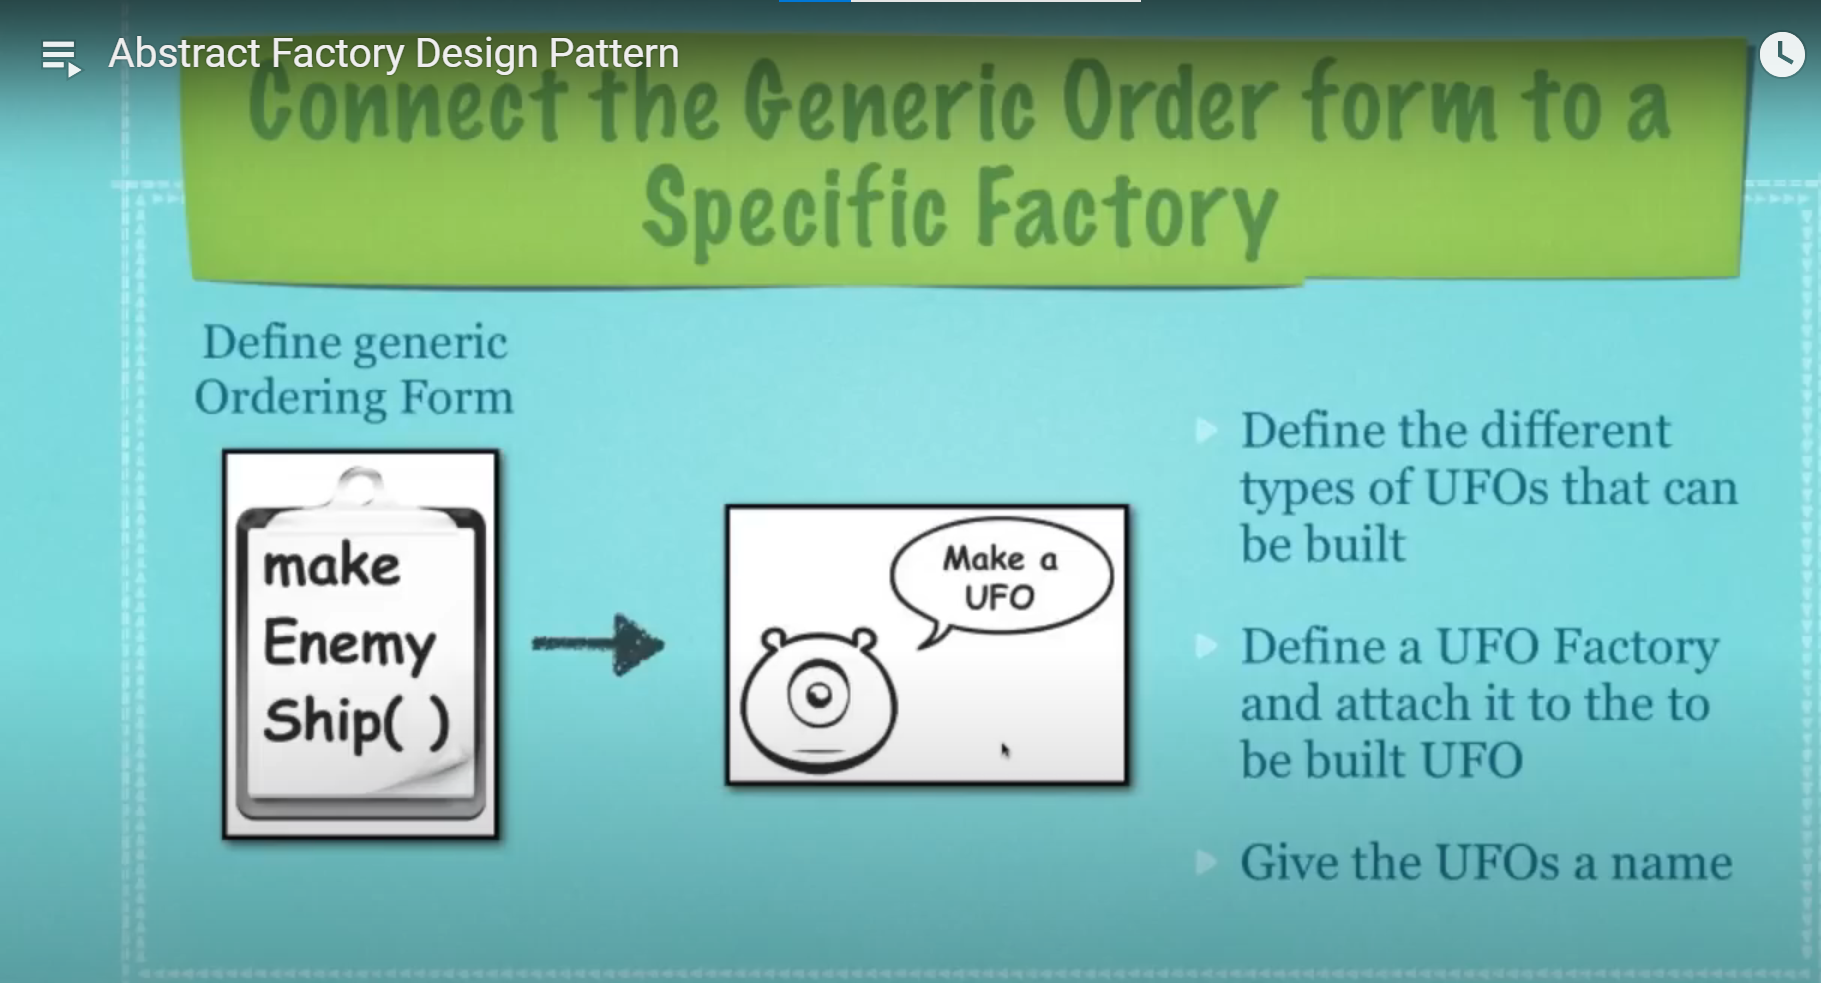 Abstract Factory Design Pattern
Connect the Generic Order form to a
Specific Factory
Define generic
Ordering Form
make
Enemy
Ship( )
Make a
UFO
Define the different
types of UFOs that can
be built
Define a UFO Factory
and attach it to the to
be built UFO
Give the UFOs a name